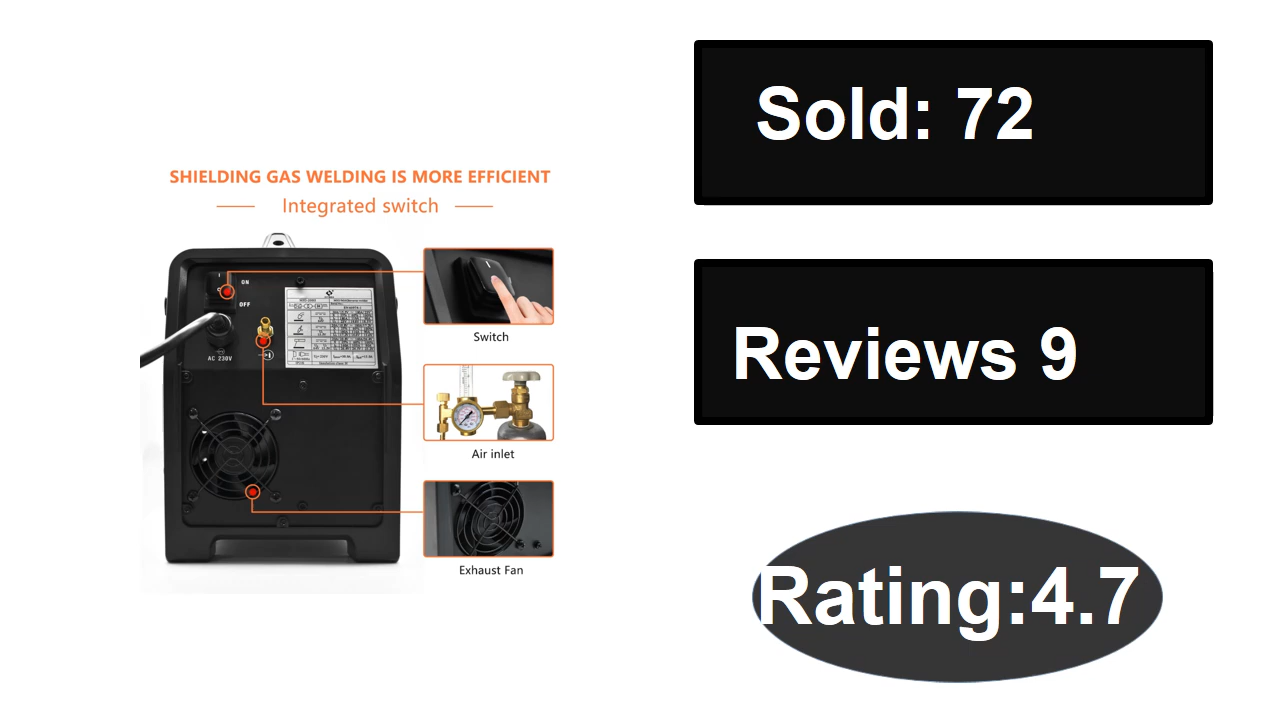 SHIELDING GAS WELDING IS MORE EFFICIENT
Integrated switch
ON
OFF
AC 230V
Switch
Air inlet
Exhaust Fan
Sold: 72
Reviews 9
Rating:4.7